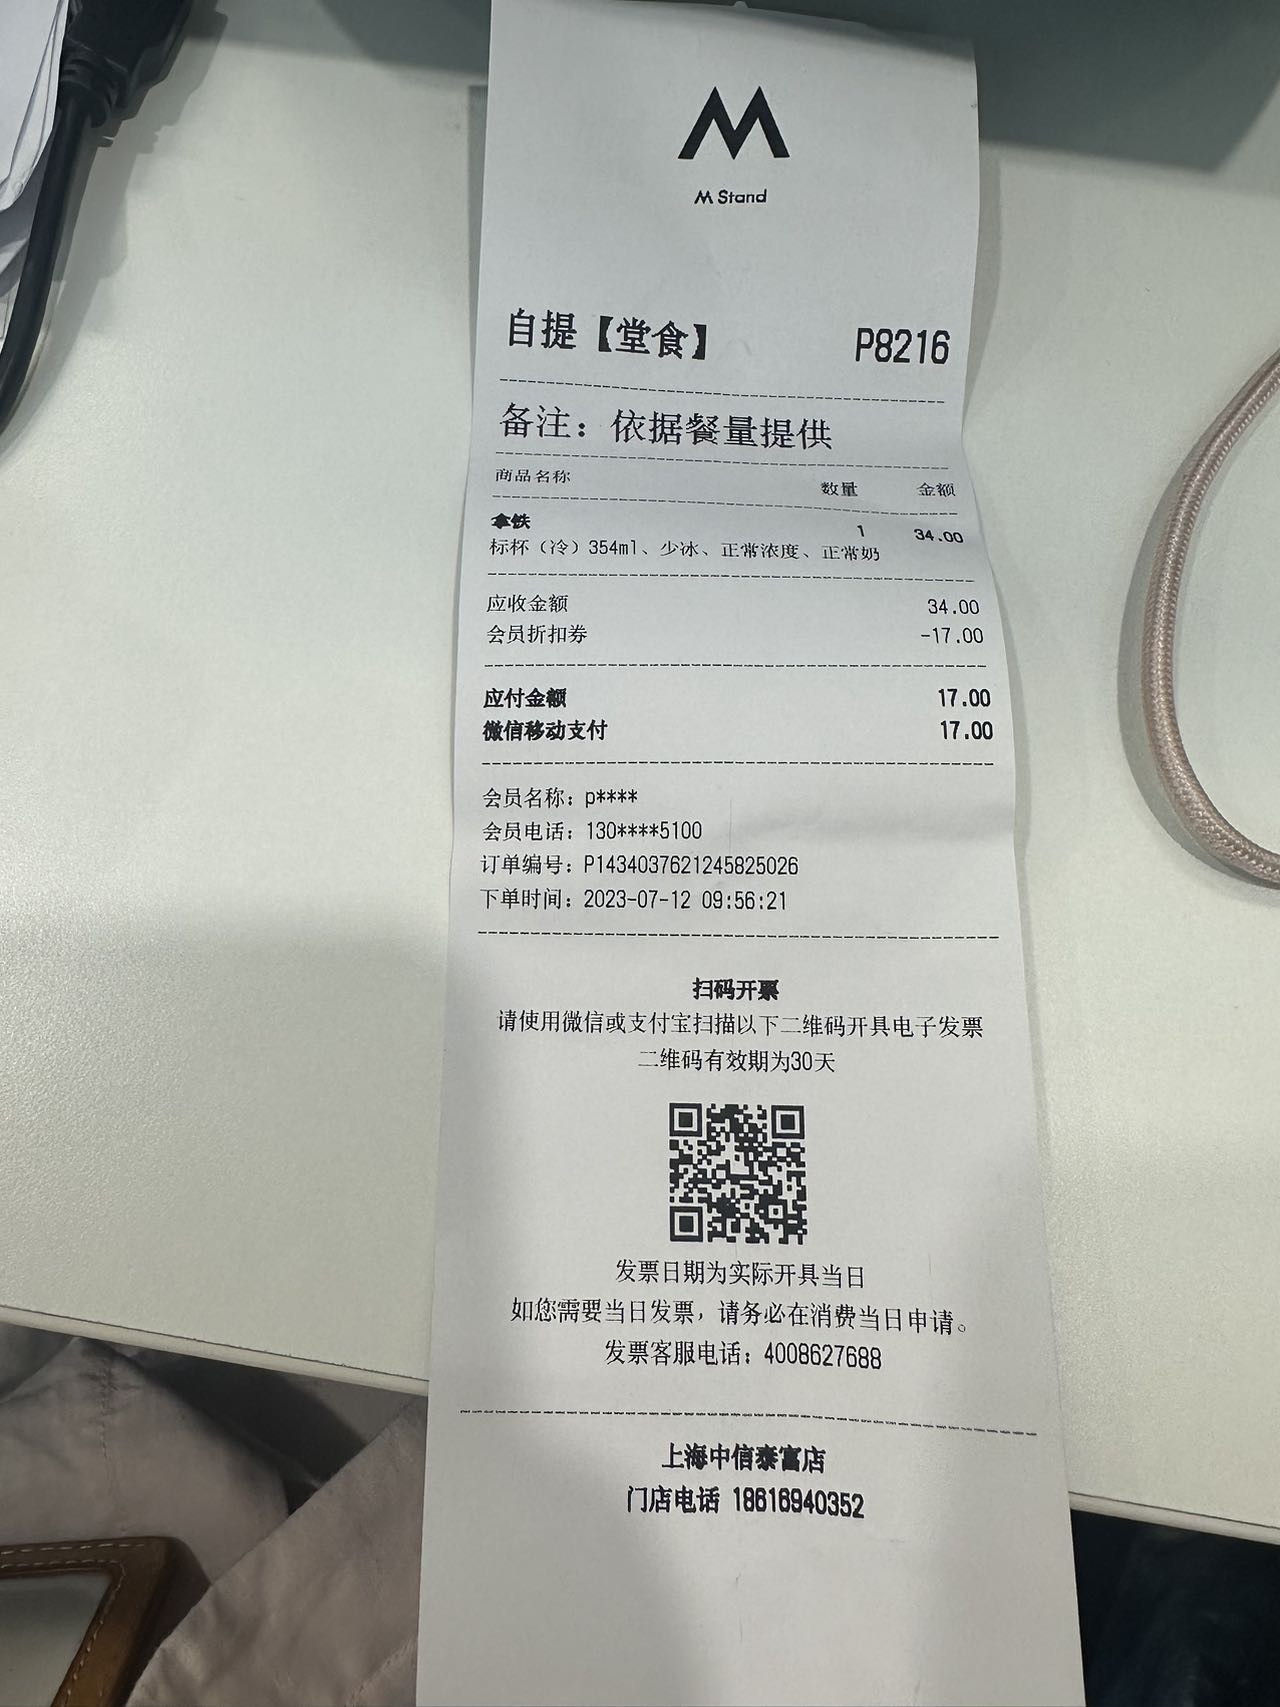 M Stand
自提【堂食】 P8216
备注：依据餐量提供
商品名称 数量 金额
拿铁 1 34.00
标杯（冷）354ml、少冰、正常浓度、正常奶
应收金额 34.00
会员折扣券 -17.00
应付金额 17.00
微信移动支付 17.00
会员名称：p****
会员电话：130****5100
订单编号：P1434037621245825026
下单时间：2023-07-12 09:56:21
扫码开票
请使用微信或支付宝扫描以下二维码开具电子发票
二维码有效期为30天
发票日期为实际开具当日
如您需要当日发票，请务必在消费当日申请。
发票客服电话：4008627688
上海中信泰富店
门店电话 18616940352